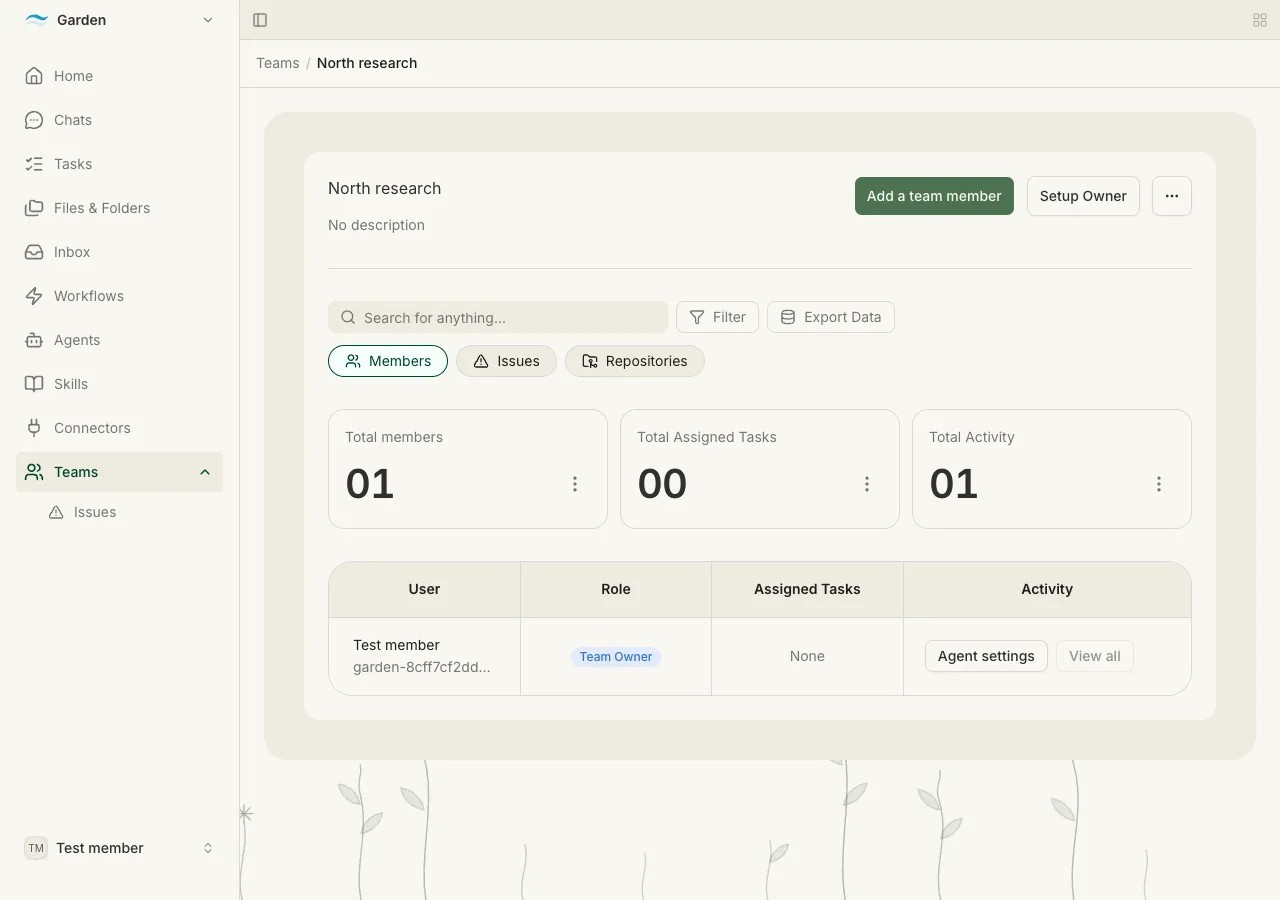 Garden
Home
Chats
Tasks
Files & Folders
Inbox
Workflows
Agents
Skills
Connectors
Teams
Issues
TM Test member
Teams / North research
North research
No description
Add a team member
Setup Owner
Search for anything...
Filter
Export Data
Members
Issues
Repositories
Total members
01
Total Assigned Tasks
00
Total Activity
01
User Role Assigned Tasks Activity
Test member
garden-8cff7cf2dd...
Team Owner
None
Agent settings
View all